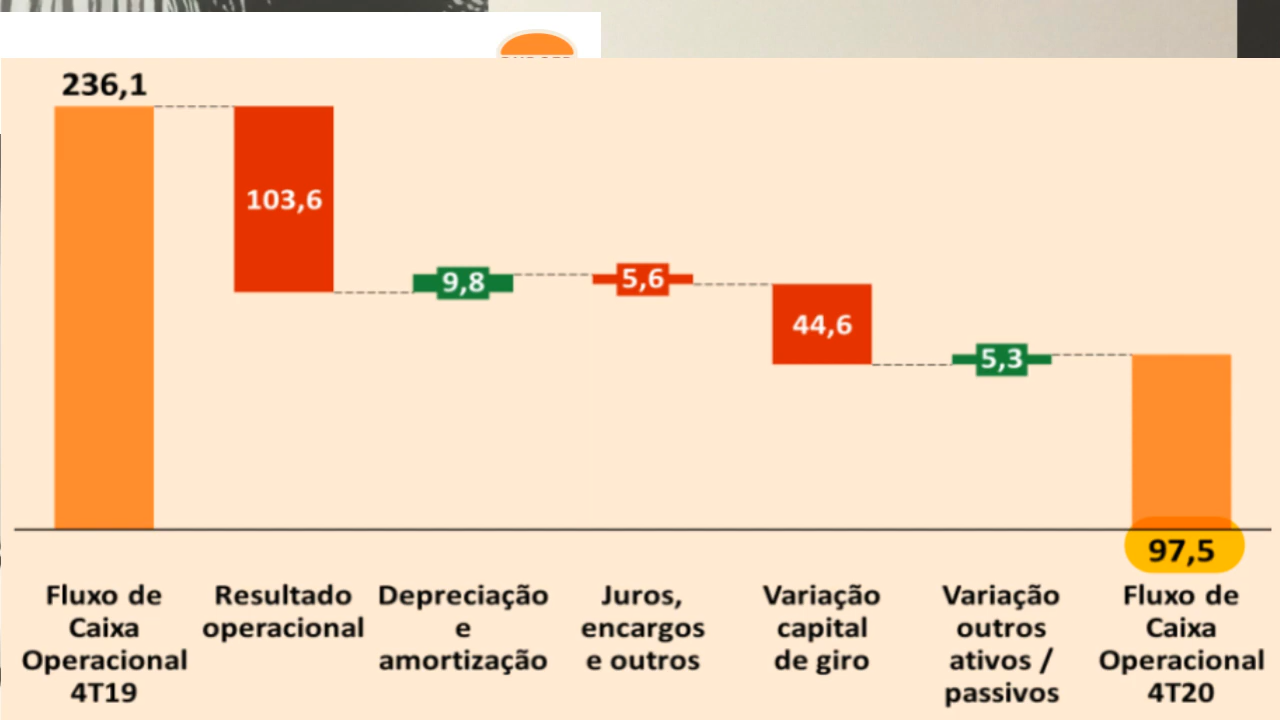 236,1
103,6
9,8
5,6
44,6
5,3
97,5
Fluxo de
Caixa
Operacional
4T19
Resultado
operacional
Depreciação
e
amortização
Juros,
encargos
e outros
Variação
capital
de giro
Variação
outros
ativos /
passivos
Fluxo de
Caixa
Operacional
4T20